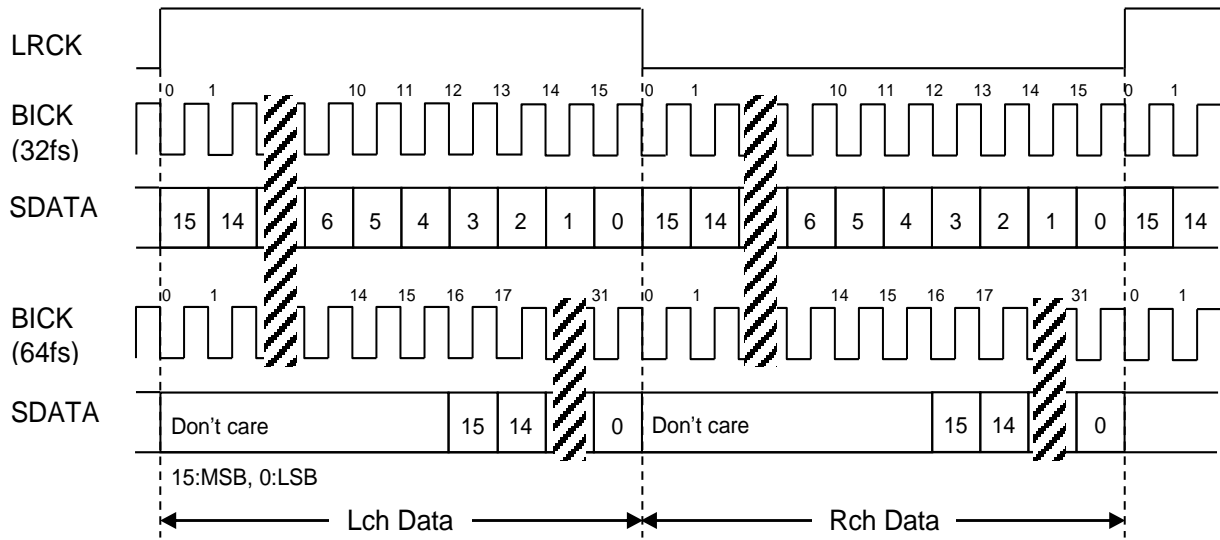 LRCK
0 1 10 11 12 13 14 15 0 1 10 11 12 13 14 15 0 1
BICK
(32fs)
SDATA 15 14 6 5 4 3 2 1 0 15 14 6 5 4 3 2 1 0 15 14
0 1 14 15 16 17 31 0 1 14 15 16 17 31 0 1
BICK
(64fs)
SDATA Don't care 15 14 0 Don't care 15 14 0
15:MSB, 0:LSB
Lch Data Rch Data